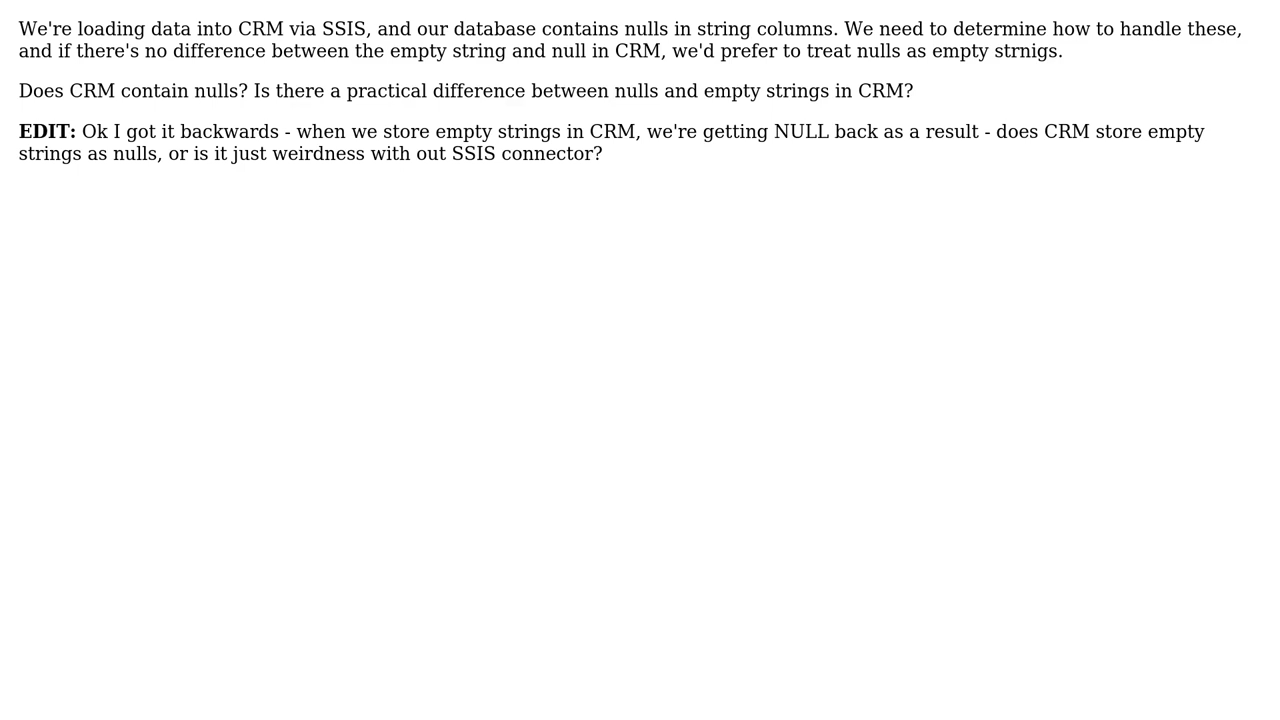 We're loading data into CRM via SSIS, and our database contains nulls in string columns. We need to determine how to handle these,
and if there's no difference between the empty string and null in CRM, we'd prefer to treat nulls as empty strnigs.
Does CRM contain nulls? Is there a practical difference between nulls and empty strings in CRM?
EDIT: Ok I got it backwards - when we store empty strings in CRM, we're getting NULL back as a result - does CRM store empty
strings as nulls, or is it just weirdness with out SSIS connector?